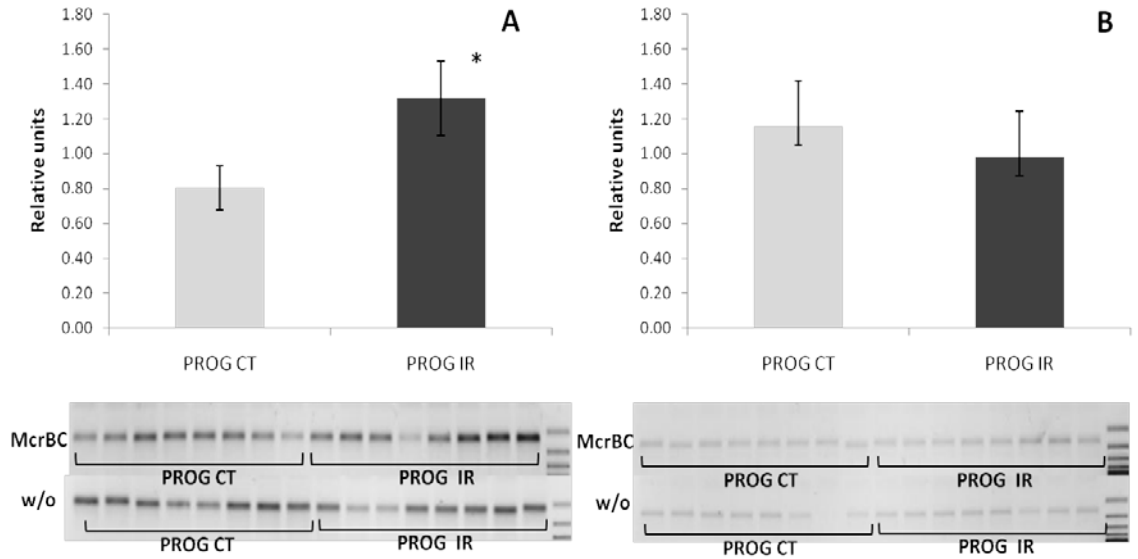 A
Relative units
1.80
1.60
1.40
1.20
1.00
0.80
0.60
0.40
0.20
0.00
*
PROG CT PROG IR
McrBC
PROG CT PROG IR
w/o
PROG CT PROG IR
B
Relative units
1.80
1.60
1.40
1.20
1.00
0.80
0.60
0.40
0.20
0.00
PROG CT PROG IR
McrBC
PROG CT PROG IR
w/o
PROG CT PROG IR